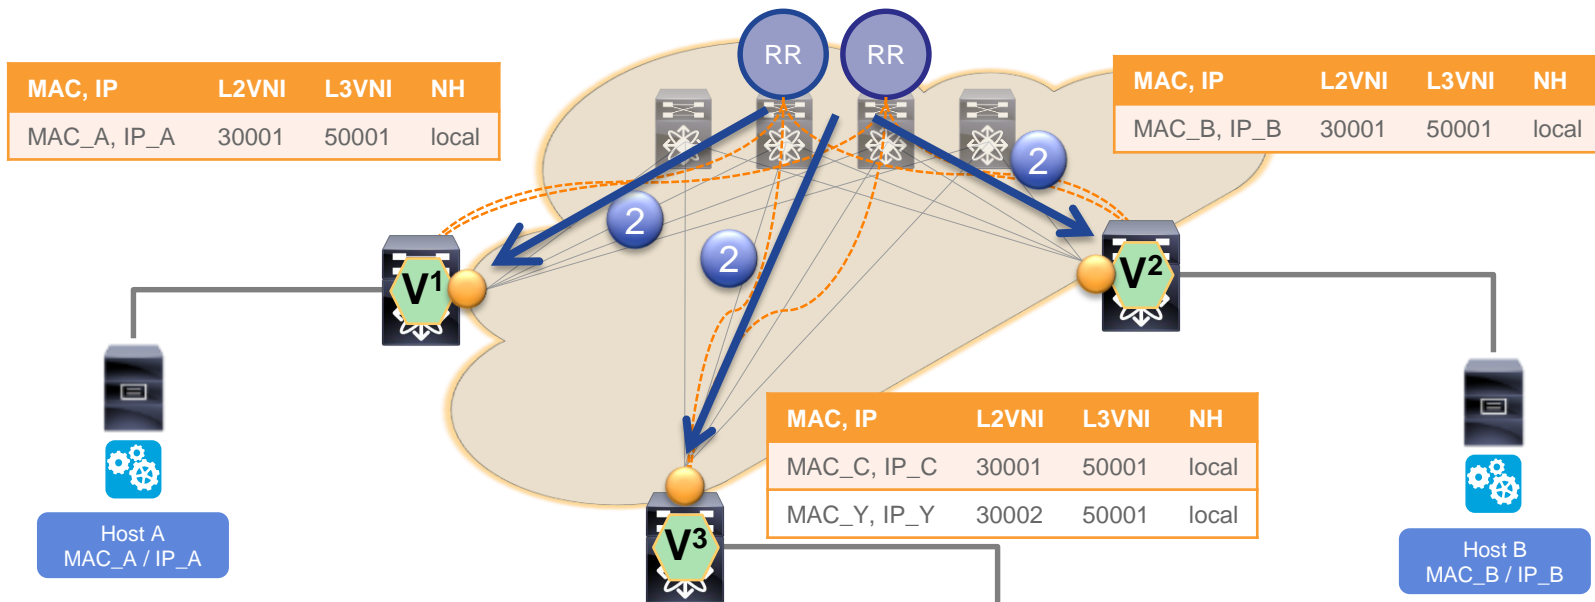 RR RR
MAC, IP L2VNI L3VNI NH
MAC_A, IP_A 30001 50001 local
MAC, IP L2VNI L3VNI NH
MAC_B, IP_B 30001 50001 local
2
2
2
V1
V2
MAC, IP L2VNI L3VNI NH
MAC_C, IP_C 30001 50001 local
MAC_Y, IP_Y 30002 50001 local
V3
Host A
MAC_A / IP_A
Host B
MAC_B / IP_B